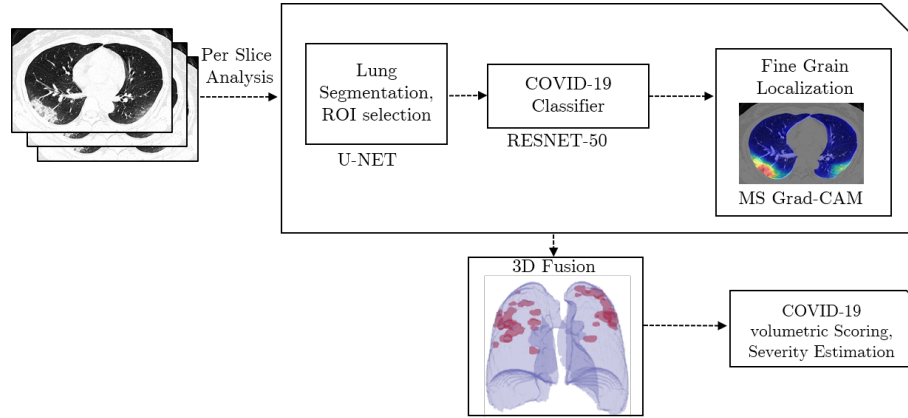 Per Slice
Analysis
Lung
Segmentation,
ROI selection
U-NET
COVID-19
Classifier
RESNET-50
Fine Grain
Localization
MS Grad-CAM
3D Fusion
COVID-19
volumetric Scoring,
Severity Estimation